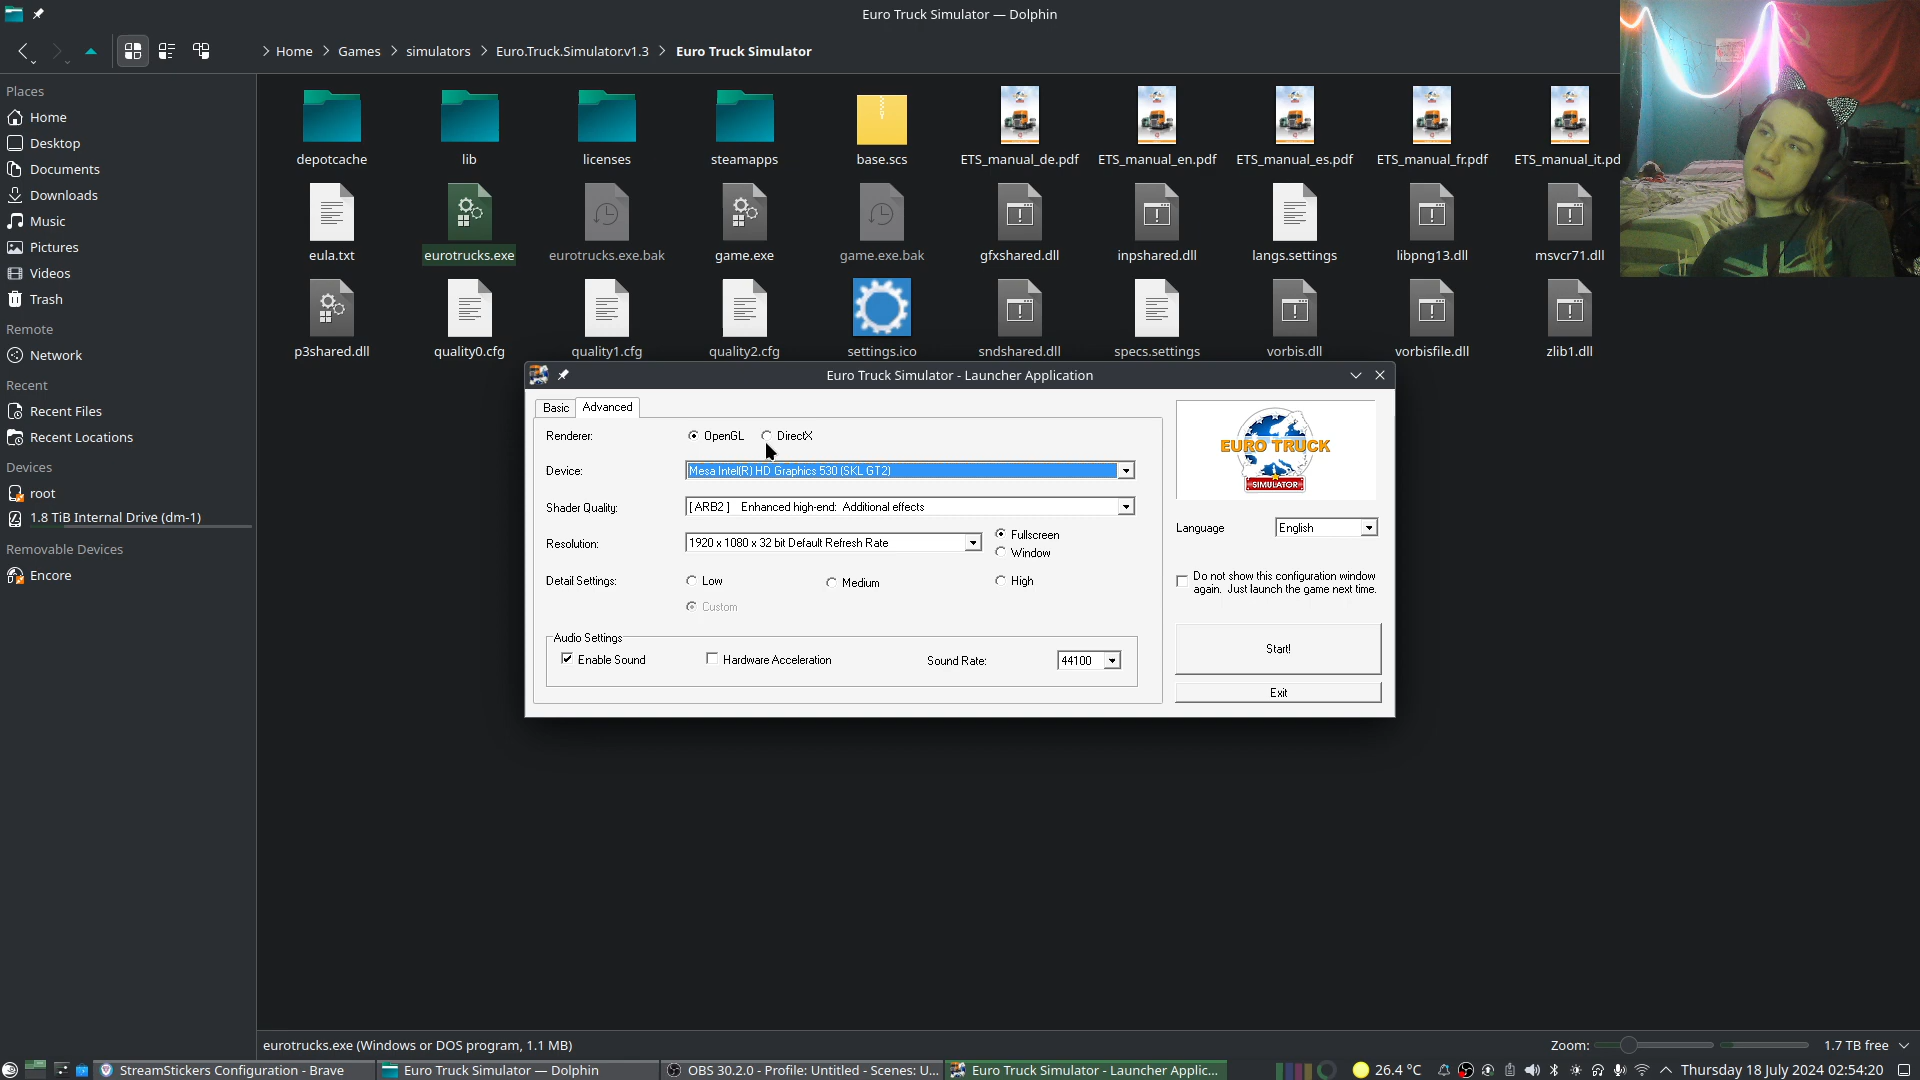 Euro Truck Simulator — Dolphin
Home
Games
simulators
Euro.Truck.Simulator.v1.3
Euro Truck Simulator
Places
Home
Desktop
Documents
Downloads
Music
Pictures
Videos
Trash
Remote
Network
Recent
Recent Files
Recent Locations
Devices
root
1.8 TiB Internal Drive (dm-1)
Removable Devices
Encore
depotcache
lib
licenses
steamapps
base.scs
ETS_manual_de.pdf
ETS_manual_en.pdf
ETS_manual_es.pdf
ETS_manual_fr.pdf
ETS_manual_it.pd
eula.txt
eurotrucks.exe
eurotrucks.exe.bak
game.exe
game.exe.bak
gfxshared.dll
inpshared.dll
langs.settings
libpng13.dll
msvcr71.dll
p3shared.dll
quality0.cfg
quality1.cfg
quality2.cfg
settings.ico
sndshared.dll
specs.settings
vorbis.dll
vorbisfile.dll
zlib1.dll
Euro Truck Simulator - Launcher Application
Basic
Advanced
Renderer:
OpenGL
DirectX
Device:
Mesa Intel(R) HD Graphics 530 (SKL GT2)
Shader Quality:
[ ARB2 ] Enhanced high-end: Additional effects
Resolution:
1920 x 1080 x 32 bit Default Refresh Rate
Fullscreen
Window
Detail Settings:
Low
Medium
High
Custom
Audio Settings
Enable Sound
Hardware Acceleration
Sound Rate:
44100
EURO TRUCK
SIMULATOR
Language
English
Do not show this configuration window
again. Just launch the game next time.
Start!
Exit
eurotrucks.exe (Windows or DOS program, 1.1 MB)
Zoom:
1.7 TB free
StreamStickers Configuration - Brave
Euro Truck Simulator — Dolphin
OBS 30.2.0 - Profile: Untitled - Scenes: U...
Euro Truck Simulator - Launcher Applic...
26.4 °C
Thursday 18 July 2024 02:54:20